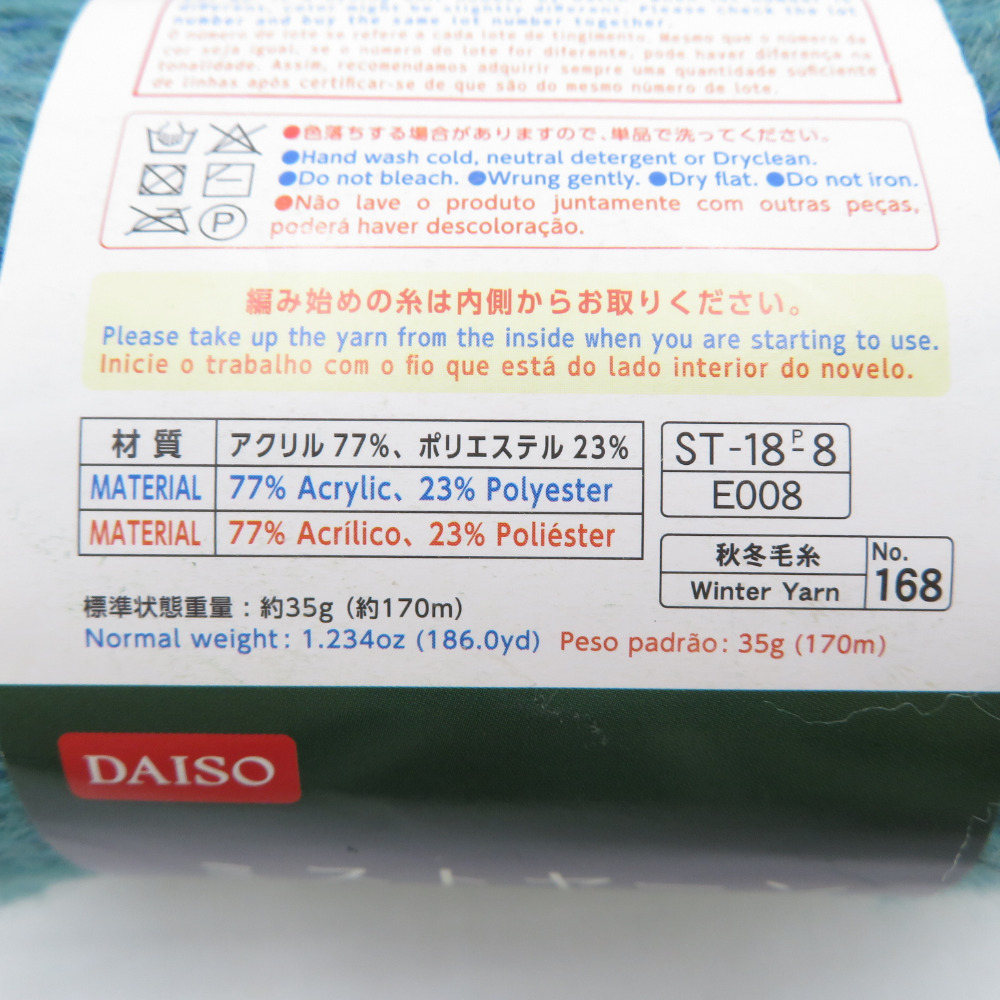 different, color might be slightly different. Please check the lot
number and buy the same lot number together.
O número de lote se refere a cada lote de tingimento. Mesmo que o número da
cor seja igual, se o número do lote for diferente, pode haver diferença na
tonalidade. Assim, recomendamos adquirir sempre uma quantidade suficiente
de linhas após certificar-se de que são do mesmo número de lote.
●色落ちする場合がありますので、単品で洗ってください。
●Hand wash cold, neutral detergent or Dryclean.
●Do not bleach. ●Wrung gently. ●Dry flat. ●Do not iron.
●Não lave o produto juntamente com outras peças,
poderá haver descoloração.
P
編み始めの糸は内側からお取りください。
Please take up the yarn from the inside when you are starting to use.
Inicie o trabalho com o fio que está do lado interior do novelo.
材質 アクリル 77%、ポリエステル 23%
MATERIAL 77% Acrylic、23% Polyester
MATERIAL 77% Acrílico、23% Poliéster
ST-18-P-8
E008
秋冬毛糸
Winter Yarn
No.
168
標準状態重量:約35g(約170m)
Normal weight: 1.234oz (186.0yd) Peso padrão: 35g (170m)
DAISO